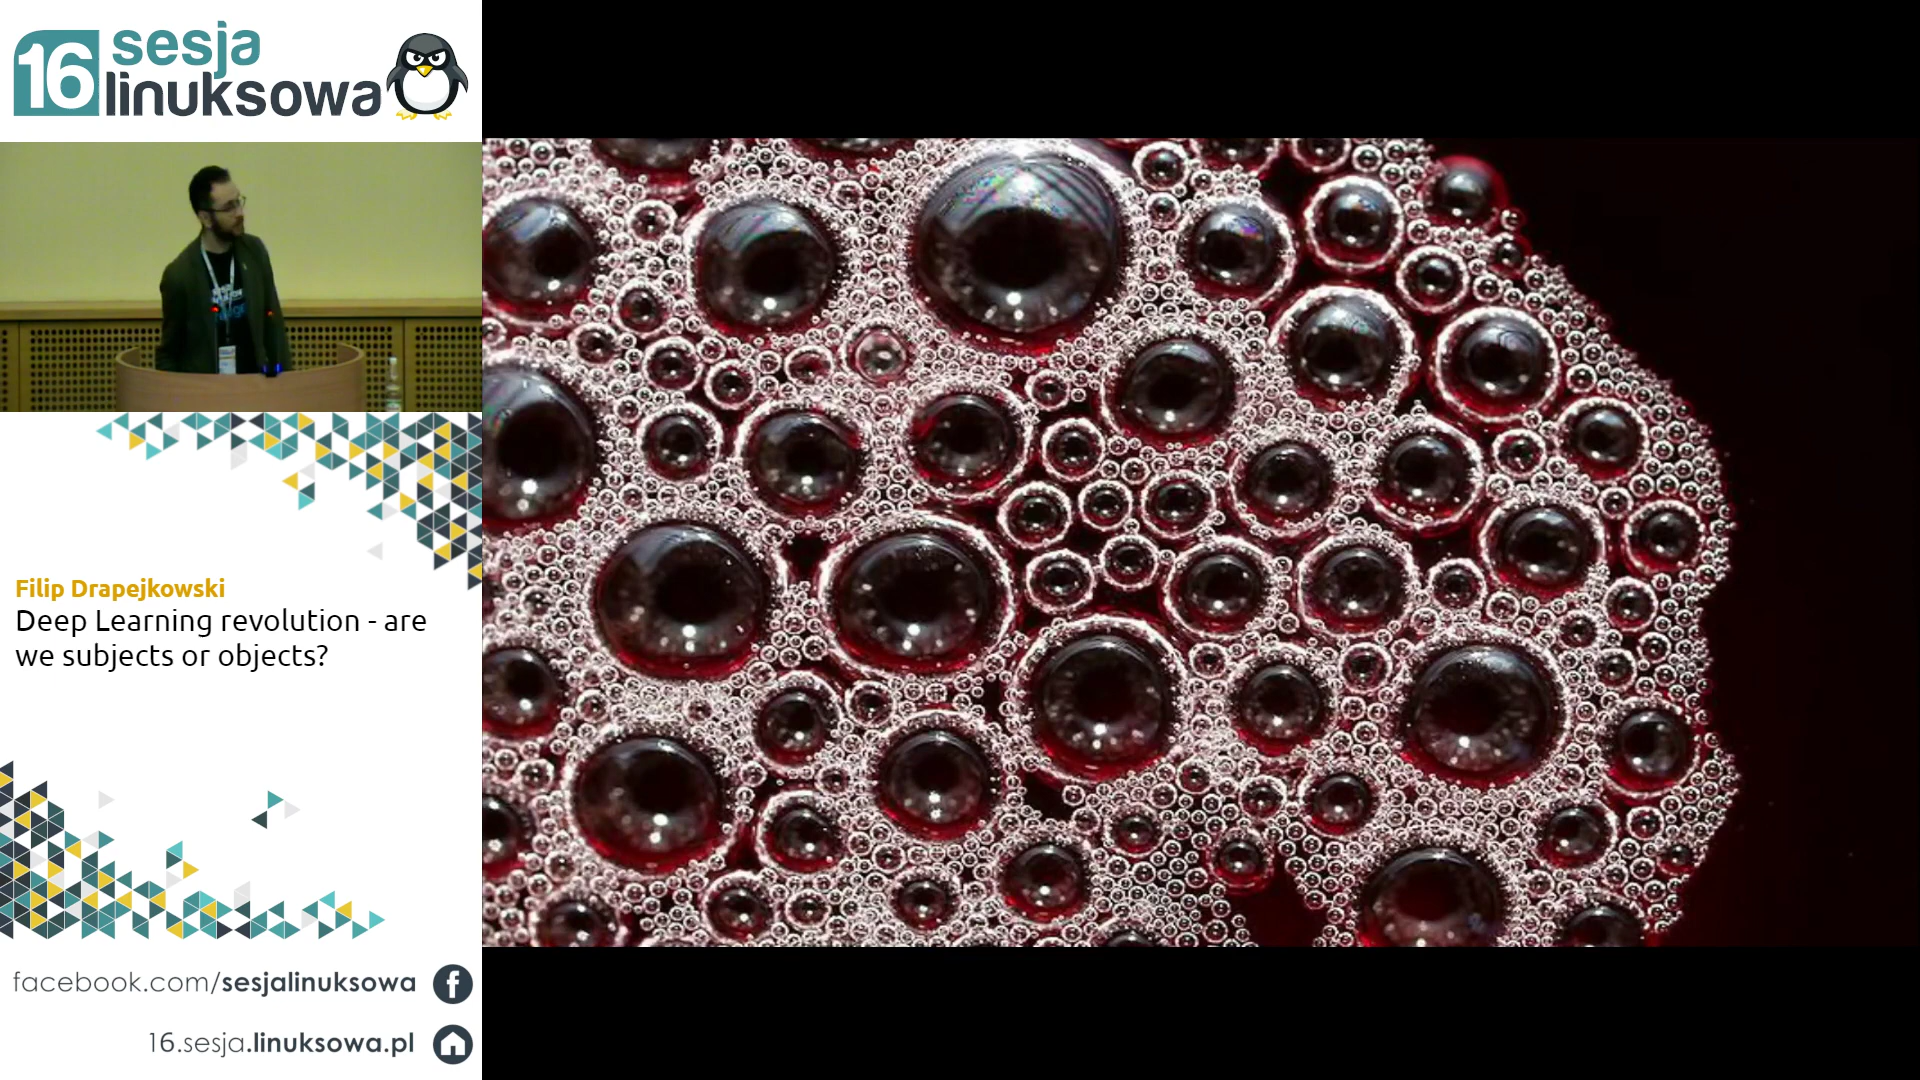 16 sesja
linuksowa
Filip Drapejkowski
Deep Learning revolution - are
we subjects or objects?
facebook.com/sesjalinuksowa
16.sesja.linuksowa.pl